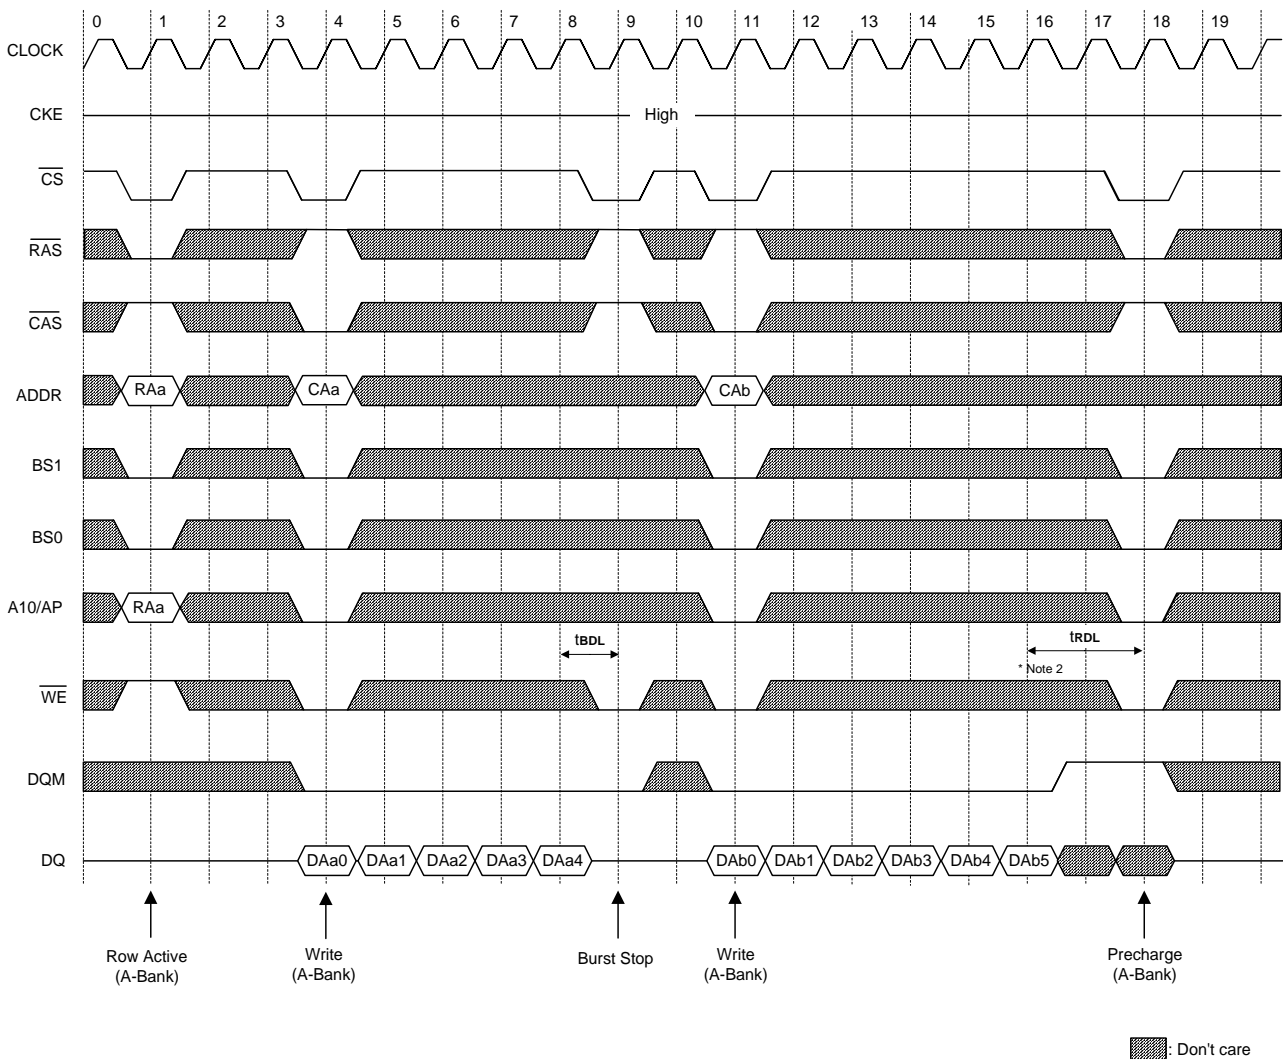 0 1 2 3 4 5 6 7 8 9 10 11 12 13 14 15 16 17 18 19
CLOCK
CKE High
CS
RAS
CAS
ADDR RAa CAa CAb
BS1
BS0
A10/AP RAa
tBDL tRDL
* Note 2
WE
DQM
DQ DAa0 DAa1 DAa2 DAa3 DAa4 DAb0 DAb1 DAb2 DAb3 DAb4 DAb5
Row Active
(A-Bank)
Write
(A-Bank)
Burst Stop
Write
(A-Bank)
Precharge
(A-Bank)
: Don't care